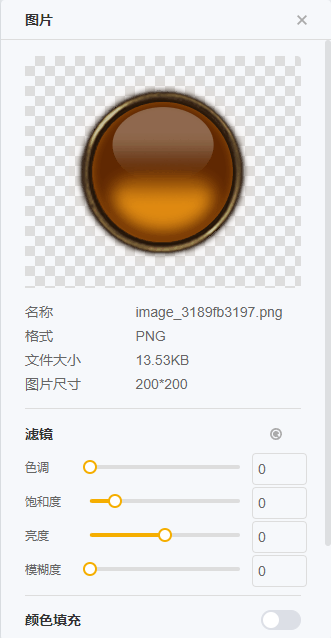 图片
名称 image_3189fb3197.png
格式 PNG
文件大小 13.53KB
图片尺寸 200*200
滤镜
色调 0
饱和度 0
亮度 0
模糊度 0
颜色填充